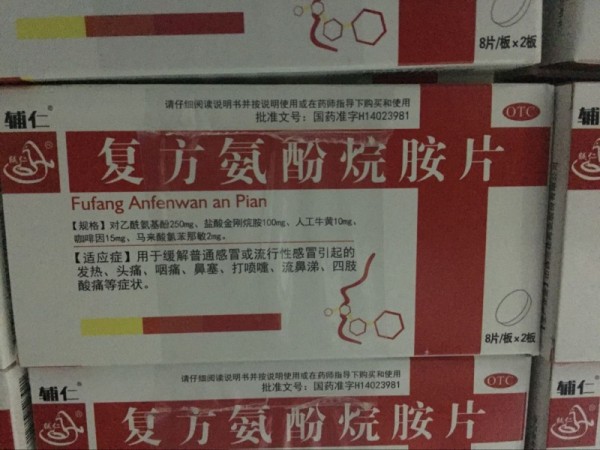 8片/板×2板
请仔细阅读说明书并按说明使用或在药师指导下购买和使用
批准文号：国药准字H14023981
OTC
辅仁
辅仁
辅仁
®
复方氨酚烷胺片
Fufang Anfenwan an Pian
【规格】对乙酰氨基酚250mg、盐酸金刚烷胺100mg、人工牛黄10mg、
咖啡因15mg、马来酸氯苯那敏2mg。
【适应症】用于缓解普通感冒或流行性感冒引起的
发热、头痛、咽痛、鼻塞、打喷嚏、流鼻涕、四肢
酸痛等症状。
8片/板×2板
请仔细阅读说明书并按说明使用或在药师指导下购买和使用
批准文号：国药准字H14023981
OTC
辅仁
辅仁
辅仁
®
复方氨酚烷胺片